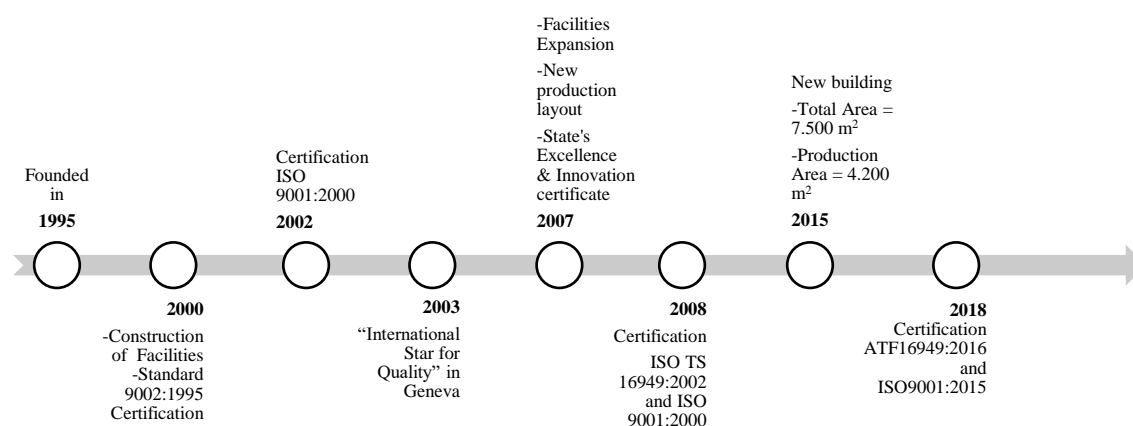 Founded
in
1995
-Construction
of Facilities
-Standard
9002:1995
Certification
2000
Certification
ISO
9001:2000
2002
2003
“International
Star for
Quality” in
Geneva
-Facilities
Expansion
-New
production
layout
-State's
Excellence
& Innovation
certificate
2007
2008
Certification
ISO TS
16949:2002
and ISO
9001:2000
New building
-Total Area =
7.500 m²
-Production
Area = 4.200
m²
2015
2018
Certification
ATF16949:2016
and
ISO9001:2015